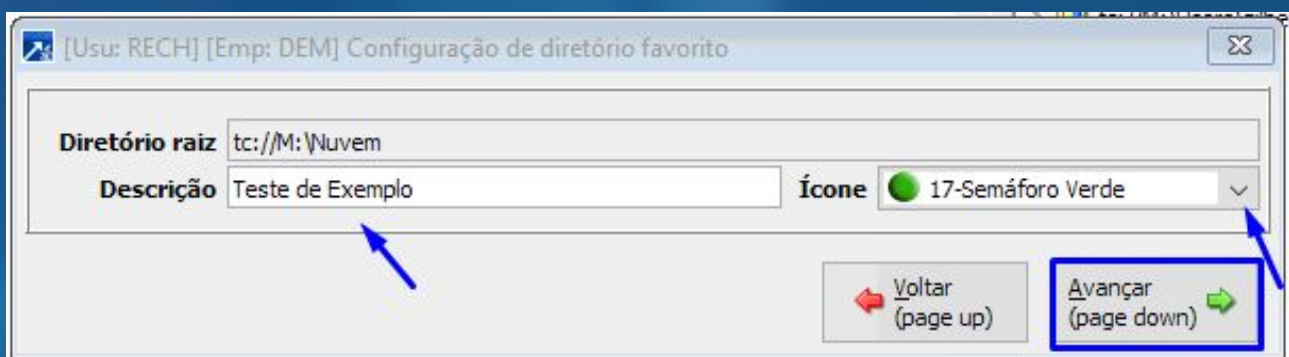 [Usu: RECH] [Emp: DEM] Configuração de diretório favorito
Diretório raiz tc://M:\Nuvem
Descrição Teste de Exemplo Ícone 17-Semáforo Verde
Voltar
(page up)
Avançar
(page down)